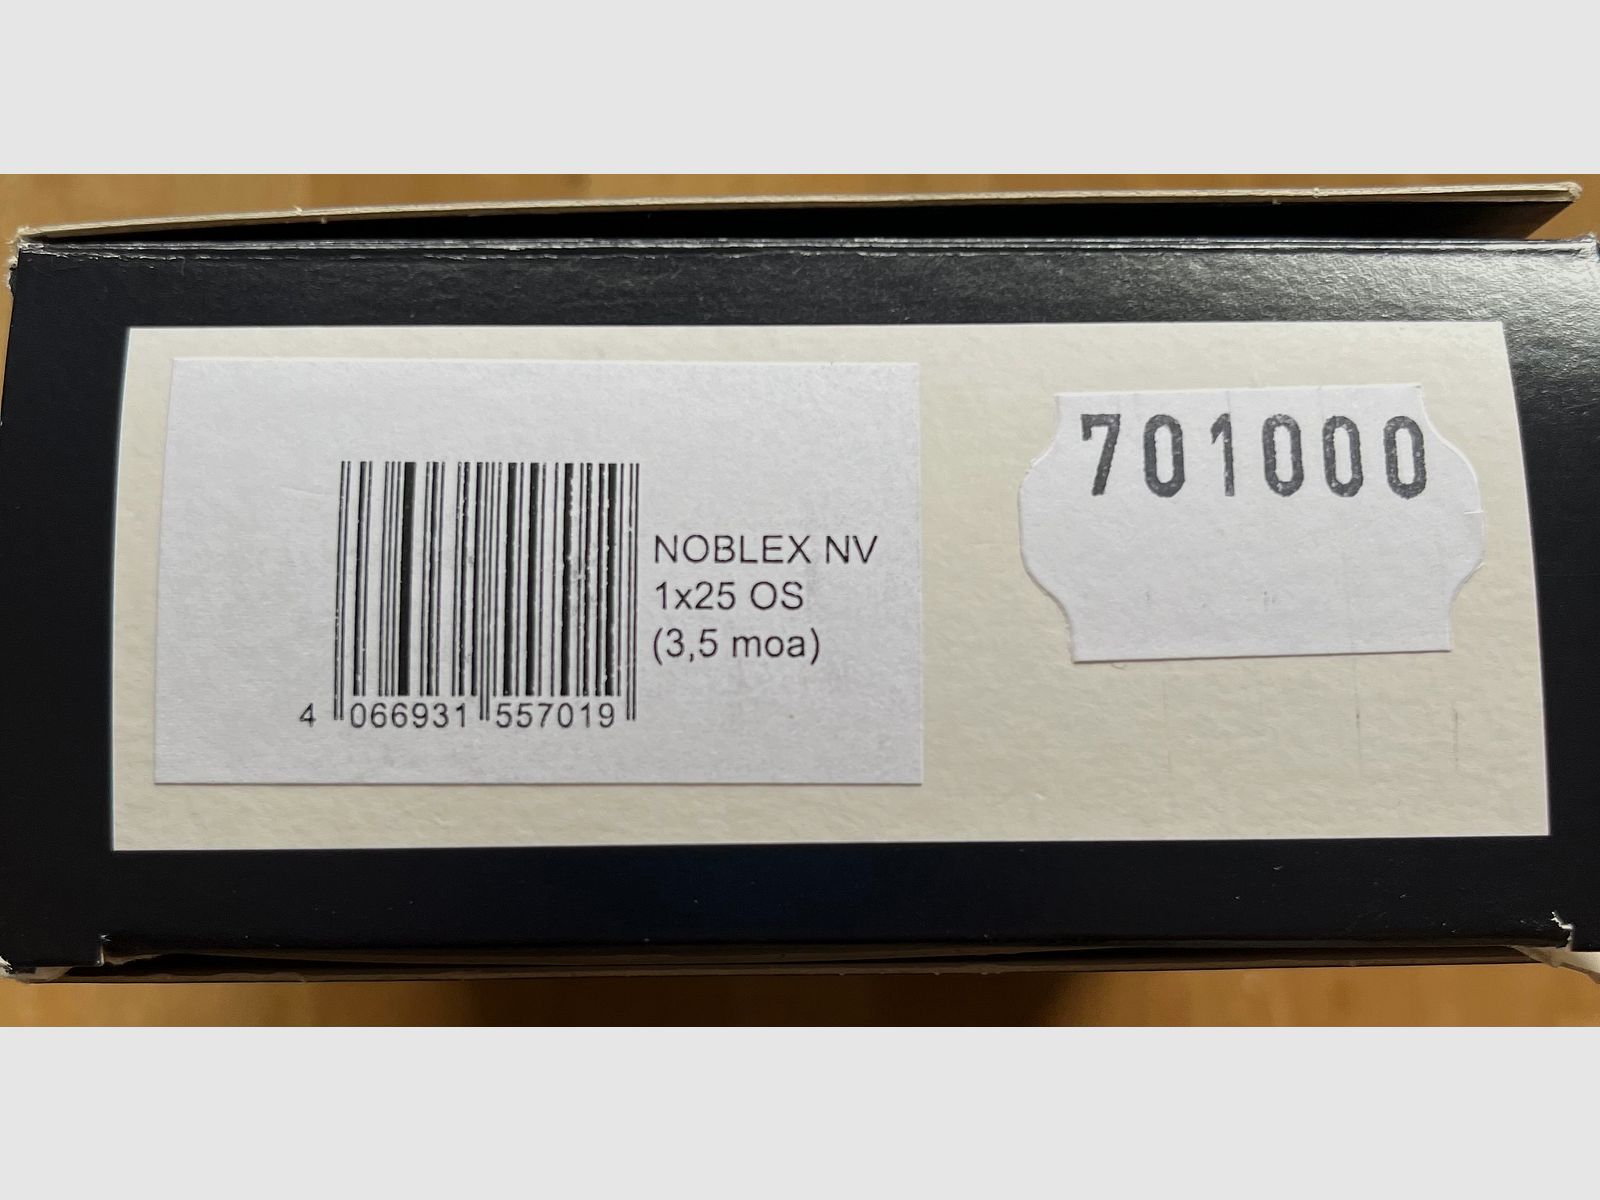 701000
NOBLEX NV
1x25 OS
(3,5 moa)
4 066931 557019